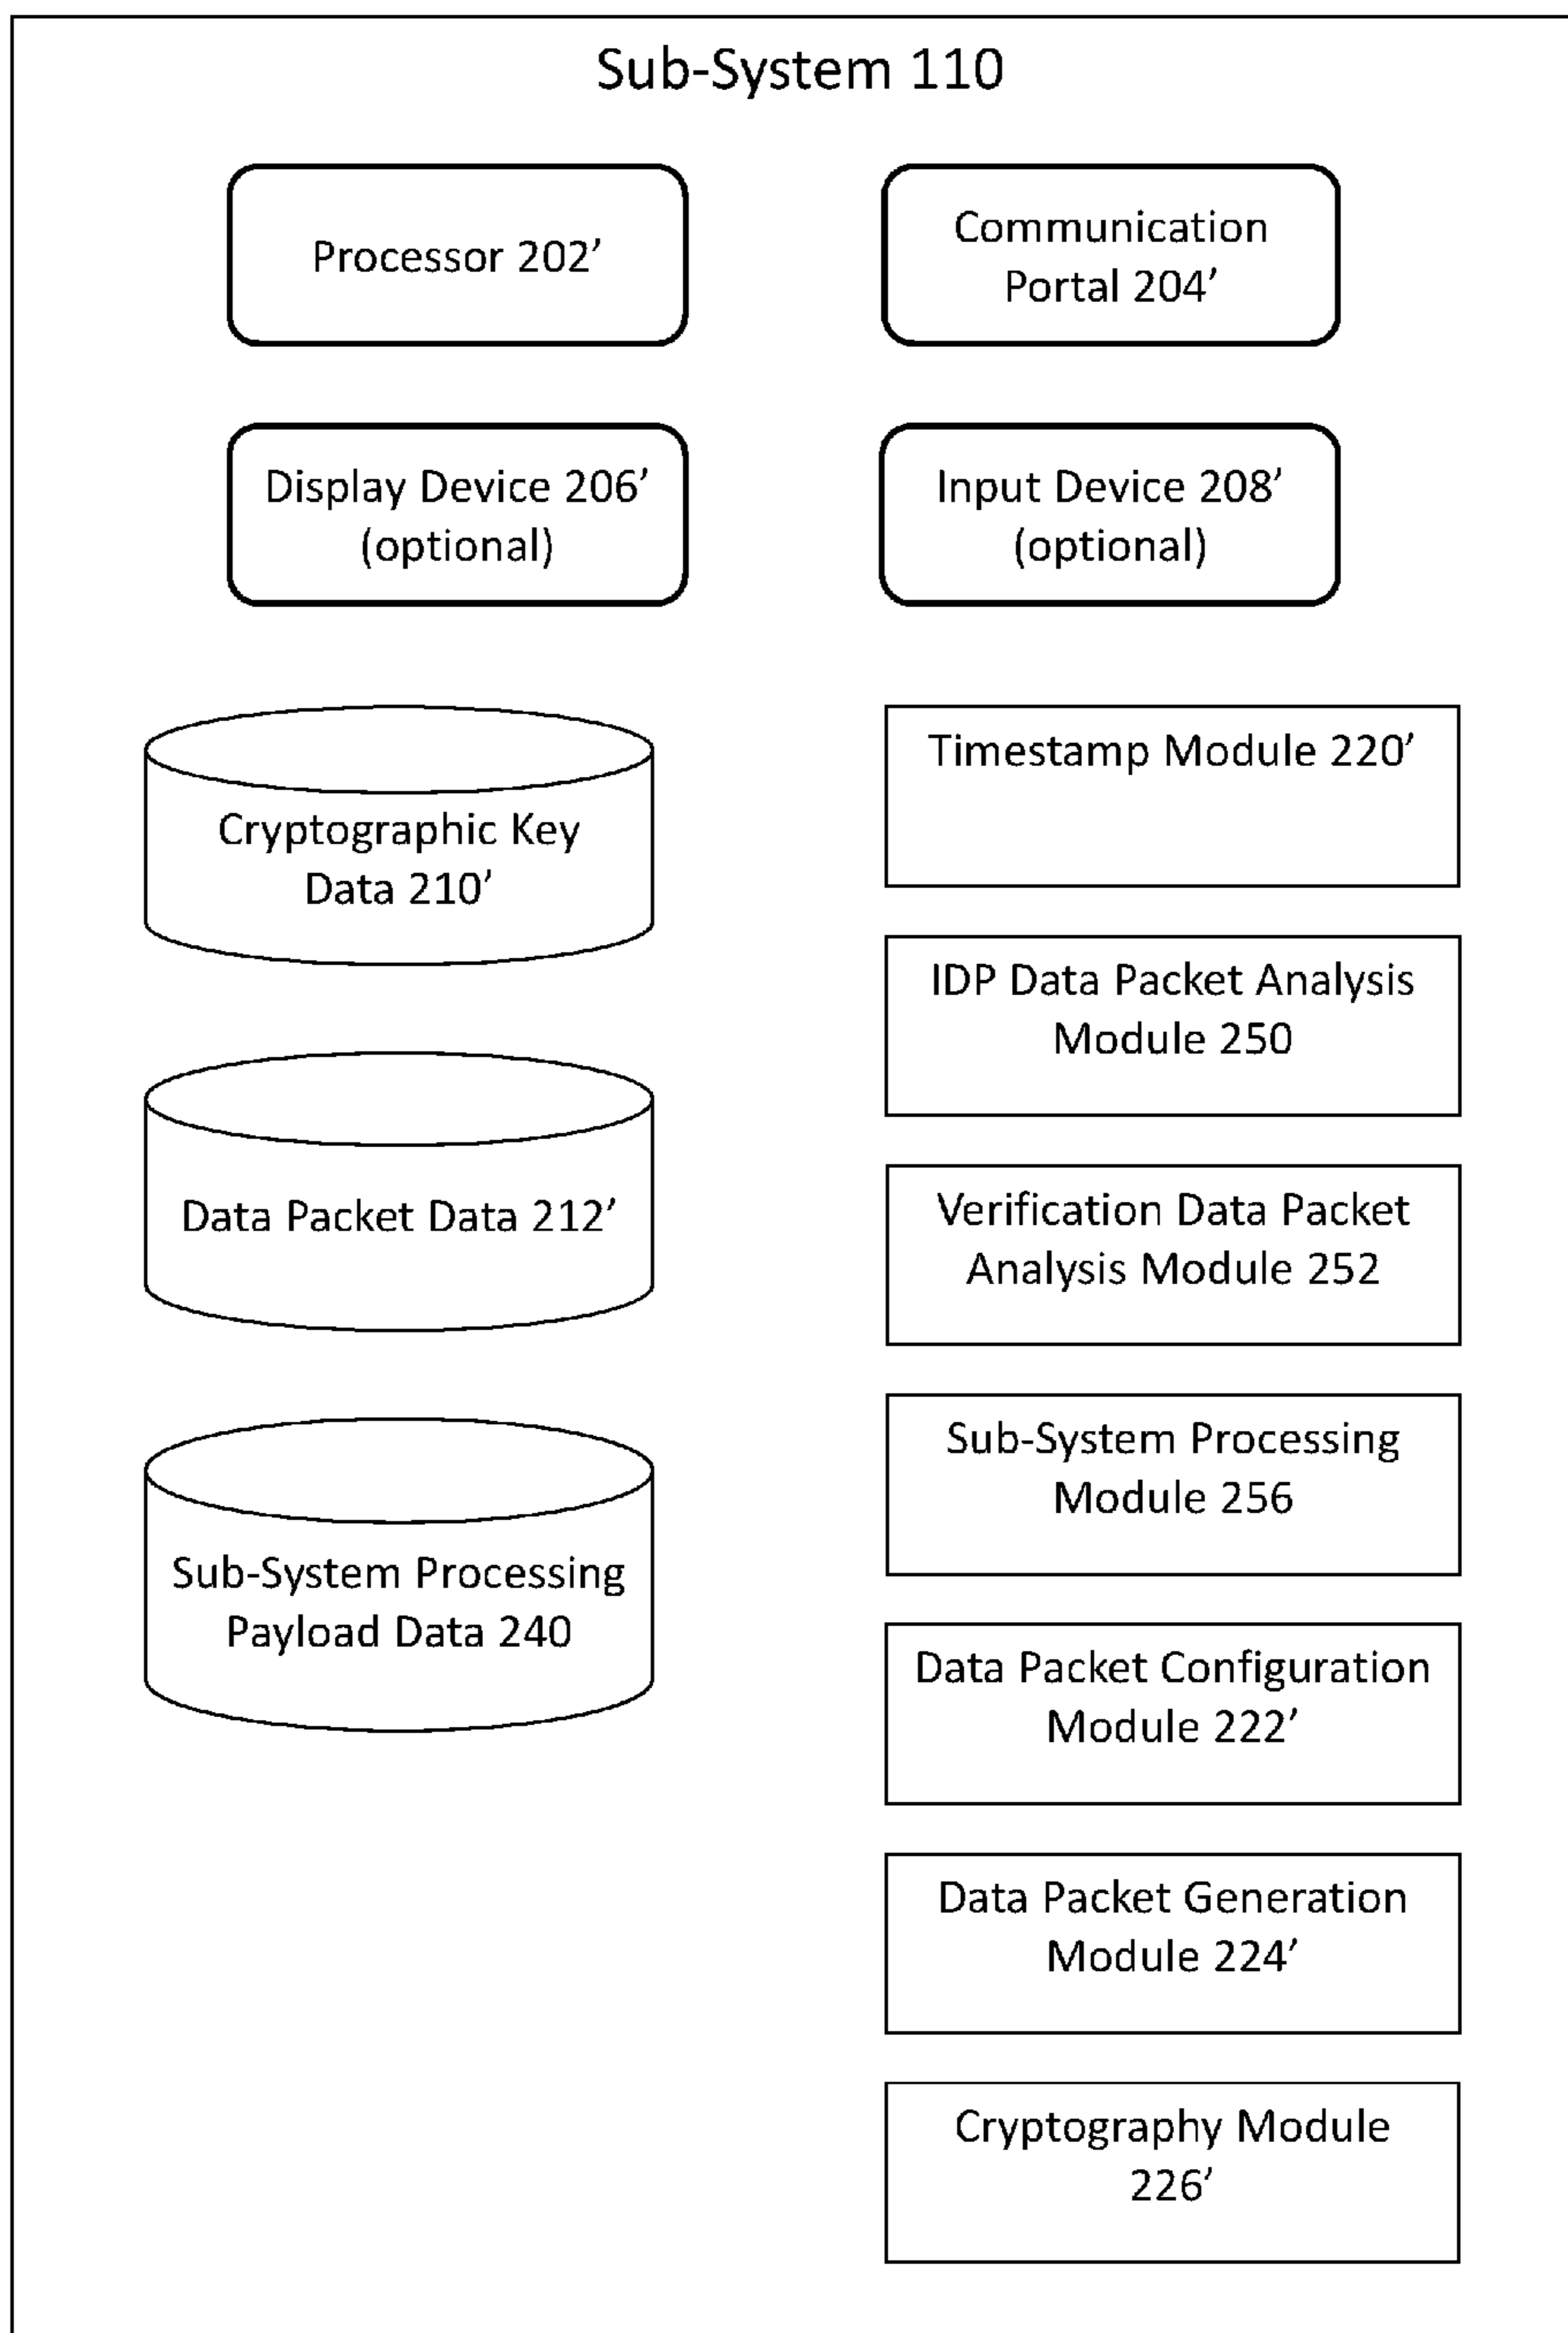 Sub-System 110
Processor 202’
Communication
Portal 204’
Display Device 206’
(optional)
Input Device 208’
(optional)
Cryptographic Key
Data 210’
Data Packet Data 212’
Sub-System Processing
Payload Data 240
Timestamp Module 220’
IDP Data Packet Analysis
Module 250
Verification Data Packet
Analysis Module 252
Sub-System Processing
Module 256
Data Packet Configuration
Module 222’
Data Packet Generation
Module 224’
Cryptography Module
226’